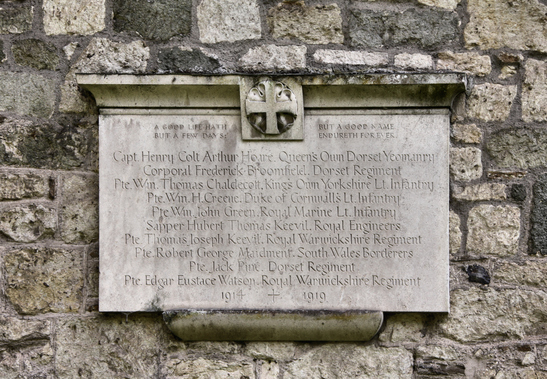 A GOOD LIFE HATH BUT A FEW DAYS
BUT A GOOD NAME ENDURETH FOR EVER
Capt. Henry Colt Arthur Hoare, Queen's Own Dorset Yeomanry
Corporal Frederick Broomfield, Dorset Regiment
Pte. Wm. Thomas Chaldecott, King's Own Yorkshire Lt. Infantry
Pte. Wm. H. Greene, Duke of Cornwall's Lt. Infantry
Pte. Wm. John Green, Royal Marine Lt. Infantry
Sapper Hubert Thomas Keevil, Royal Engineers
Pte. Thomas Joseph Keevil, Royal Warwickshire Regiment
Pte. Robert George Maidment, South Wales Borderers
Pte. Jack Pike, Dorset Regiment
Pte. Edgar Eustace Watson, Royal Warwickshire Regiment
1914 + 1919